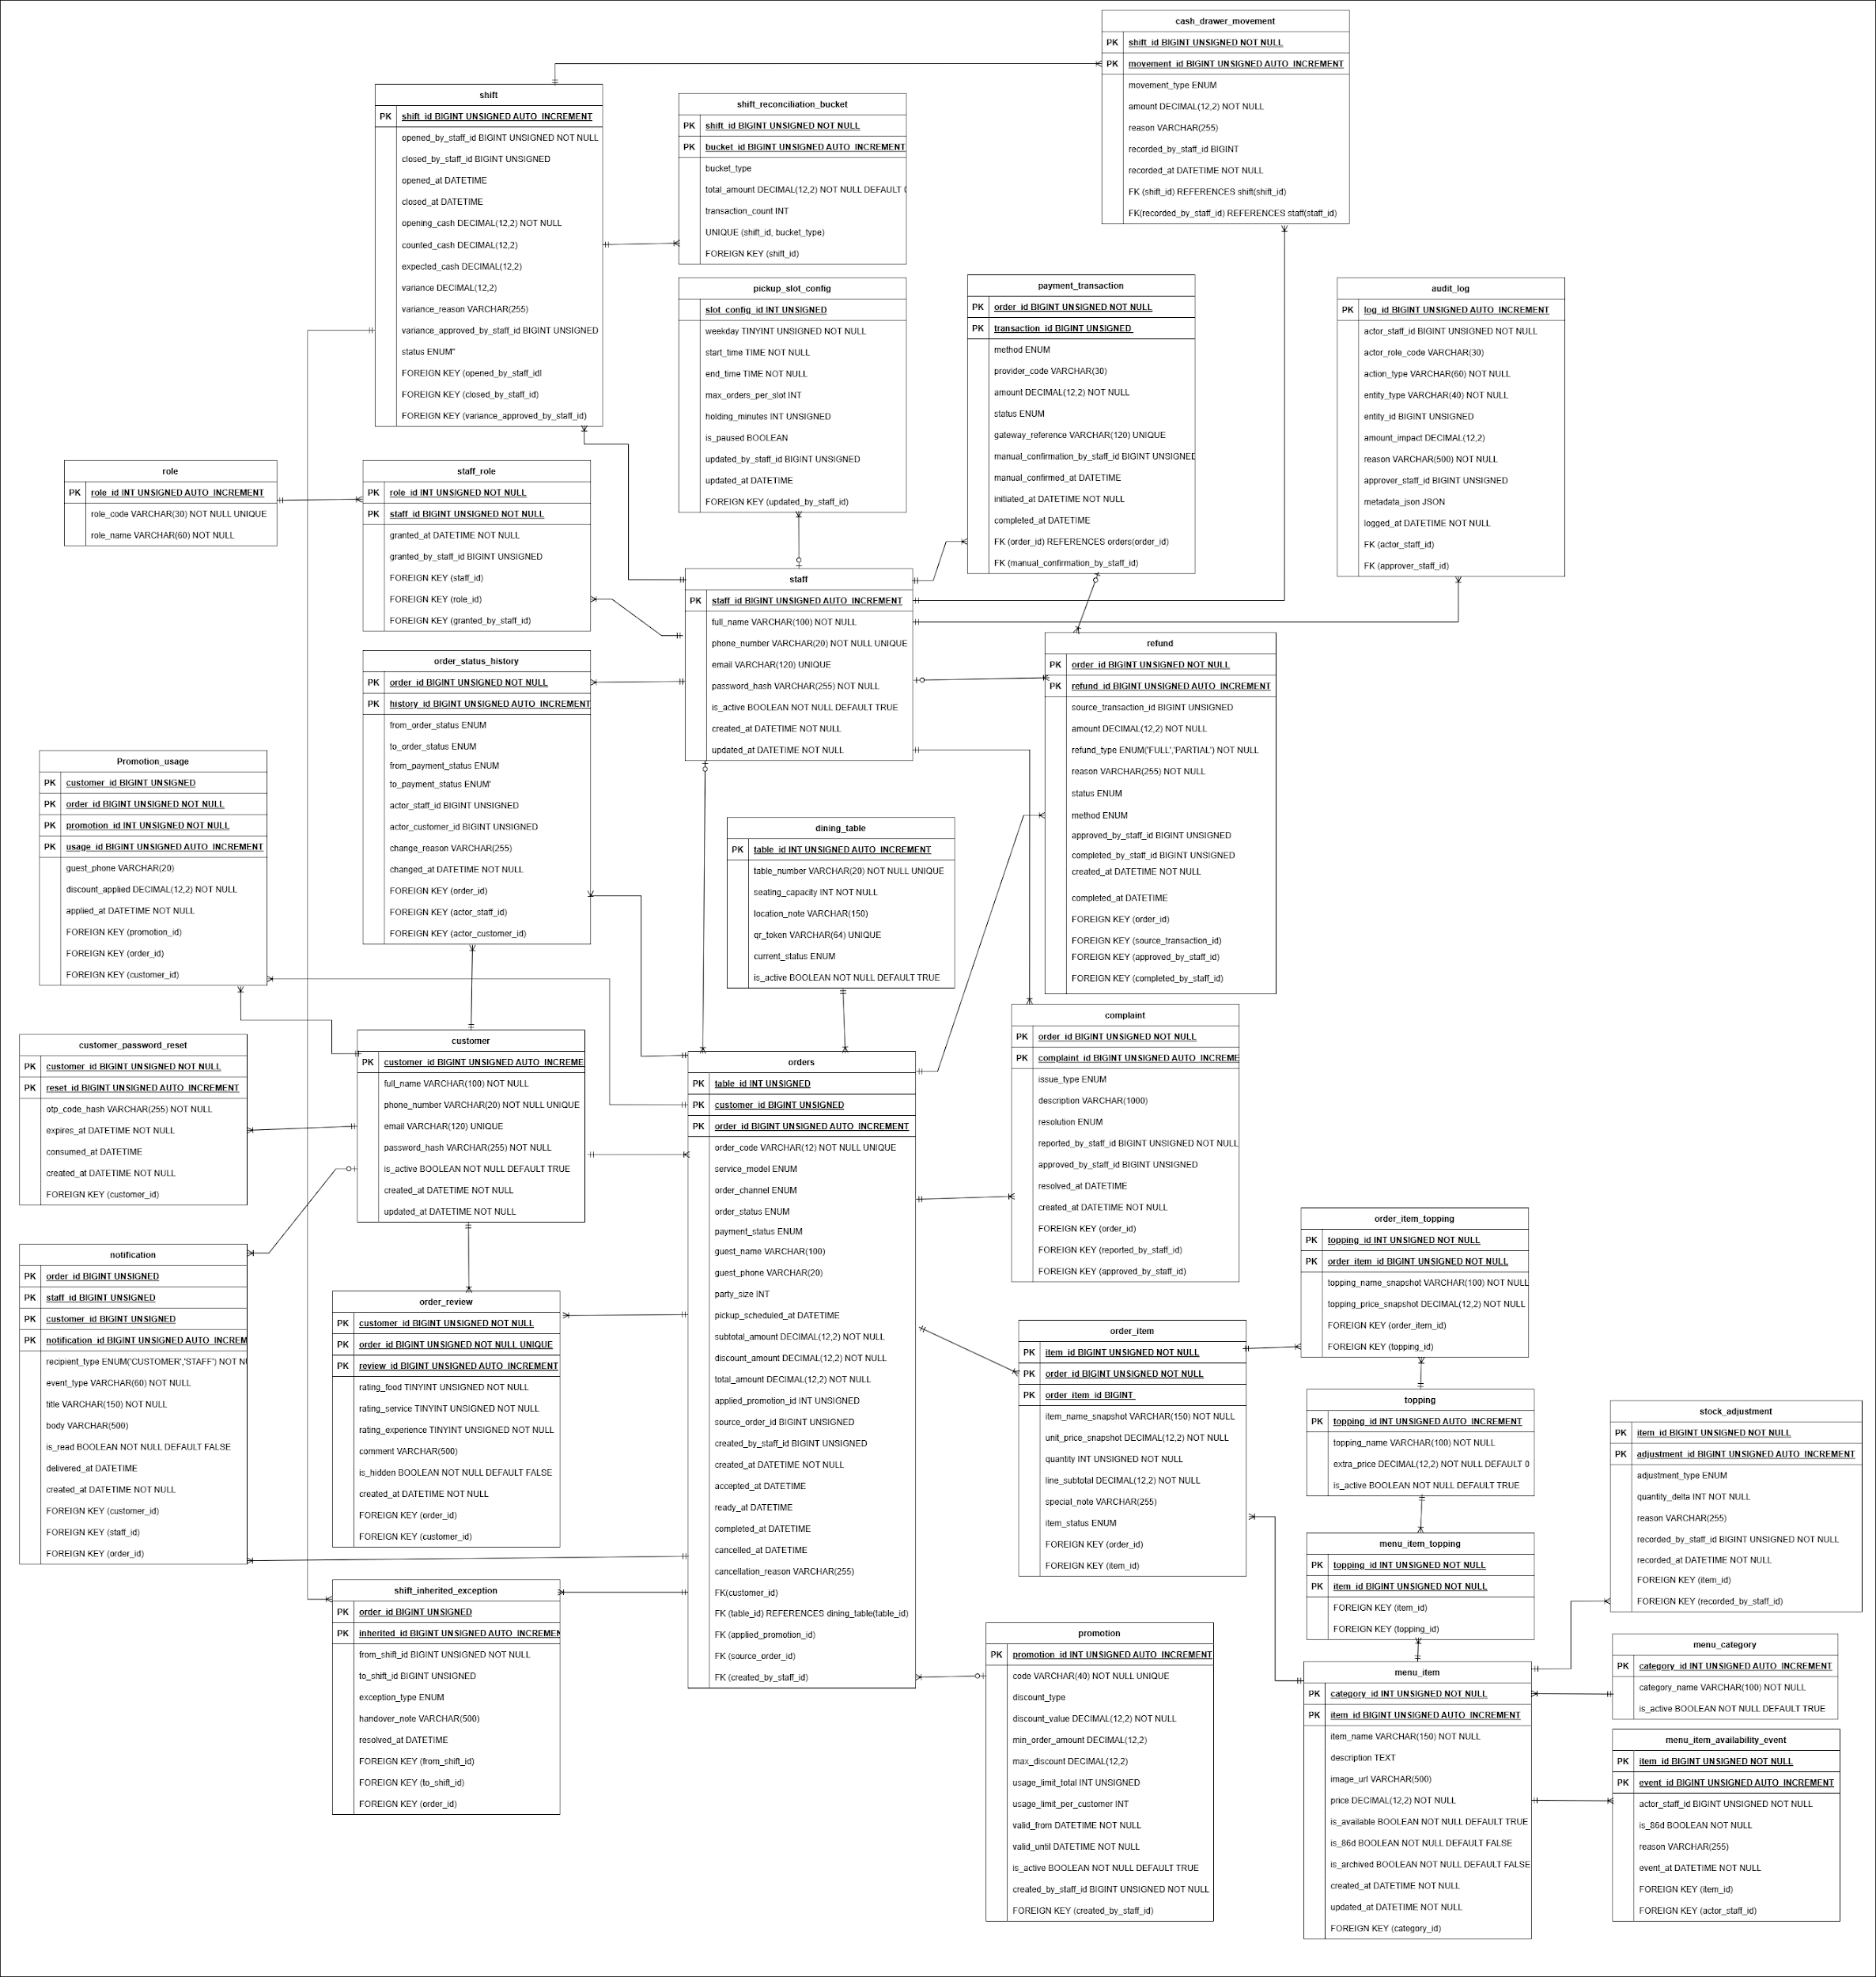 cash_drawer_movement
PK shift_id BIGINT UNSIGNED NOT NULL
PK movement_id BIGINT UNSIGNED AUTO_INCREMENT
movement_type ENUM
amount DECIMAL(12,2) NOT NULL
reason VARCHAR(255)
recorded_by_staff_id BIGINT
recorded_at DATETIME NOT NULL
FK (shift_id) REFERENCES shift(shift_id)
FK(recorded_by_staff_id) REFERENCES staff(staff_id)
shift
PK shift_id BIGINT UNSIGNED AUTO_INCREMENT
opened_by_staff_id BIGINT UNSIGNED NOT NULL
closed_by_staff_id BIGINT UNSIGNED
opened_at DATETIME
closed_at DATETIME
opening_cash DECIMAL(12,2) NOT NULL
counted_cash DECIMAL(12,2)
expected_cash DECIMAL(12,2)
variance DECIMAL(12,2)
variance_reason VARCHAR(255)
variance_approved_by_staff_id BIGINT UNSIGNED
status ENUM"
FOREIGN KEY (opened_by_staff_idl
FOREIGN KEY (closed_by_staff_id)
FOREIGN KEY (variance_approved_by_staff_id)
shift_reconciliation_bucket
PK shift_id BIGINT UNSIGNED NOT NULL
PK bucket_id BIGINT UNSIGNED AUTO_INCREMENT
bucket_type
total_amount DECIMAL(12,2) NOT NULL DEFAULT (
transaction_count INT
UNIQUE (shift_id, bucket_type)
FOREIGN KEY (shift_id)
pickup_slot_config
slot_config_id INT UNSIGNED
weekday TINYINT UNSIGNED NOT NULL
start_time TIME NOT NULL
end_time TIME NOT NULL
max_orders_per_slot INT
holding_minutes INT UNSIGNED
is_paused BOOLEAN
updated_by_staff_id BIGINT UNSIGNED
updated_at DATETIME
FOREIGN KEY (updated_by_staff_id)
payment_transaction
PK order_id BIGINT UNSIGNED NOT NULL
PK transaction_id BIGINT UNSIGNED
method ENUM
provider_code VARCHAR(30)
amount DECIMAL(12,2) NOT NULL
status ENUM
gateway_reference VARCHAR(120) UNIQUE
manual_confirmation_by_staff_id BIGINT UNSIGNED
manual_confirmed_at DATETIME
initiated_at DATETIME NOT NULL
completed_at DATETIME
FK (order_id) REFERENCES orders(order_id)
FK (manual_confirmation_by_staff_id)
audit_log
PK log_id BIGINT UNSIGNED AUTO_INCREMENT
actor_staff_id BIGINT UNSIGNED NOT NULL
actor_role_code VARCHAR(30)
action_type VARCHAR(60) NOT NULL
entity_type VARCHAR(40) NOT NULL
entity_id BIGINT UNSIGNED
amount_impact DECIMAL(12,2)
reason VARCHAR(500) NOT NULL
approver_staff_id BIGINT UNSIGNED
metadata_json JSON
logged_at DATETIME NOT NULL
FK (actor_staff_id)
FK (approver_staff_id)
role
PK role_id INT UNSIGNED AUTO_INCREMENT
role_code VARCHAR(30) NOT NULL UNIQUE
role_name VARCHAR(60) NOT NULL
staff_role
PK role_id INT UNSIGNED NOT NULL
PK staff_id BIGINT UNSIGNED NOT NULL
granted_at DATETIME NOT NULL
granted_by_staff_id BIGINT UNSIGNED
FOREIGN KEY (staff_id)
FOREIGN KEY (role_id)
FOREIGN KEY (granted_by_staff_id)
staff
PK staff_id BIGINT UNSIGNED AUTO_INCREMENT
full_name VARCHAR(100) NOT NULL
phone_number VARCHAR(20) NOT NULL UNIQUE
email VARCHAR(120) UNIQUE
password_hash VARCHAR(255) NOT NULL
is_active BOOLEAN NOT NULL DEFAULT TRUE
created_at DATETIME NOT NULL
updated_at DATETIME NOT NULL
refund
PK order_id BIGINT UNSIGNED NOT NULL
PK refund_id BIGINT UNSIGNED AUTO_INCREMENT
source_transaction_id BIGINT UNSIGNED
amount DECIMAL(12,2) NOT NULL
refund_type ENUM('FULL','PARTIAL') NOT NULL
reason VARCHAR(255) NOT NULL
status ENUM
method ENUM
approved_by_staff_id BIGINT UNSIGNED
completed_by_staff_id BIGINT UNSIGNED
created_at DATETIME NOT NULL
completed_at DATETIME
FOREIGN KEY (order_id)
FOREIGN KEY (source_transaction_id)
FOREIGN KEY (approved_by_staff_id)
FOREIGN KEY (completed_by_staff_id)
order_status_history
PK order_id BIGINT UNSIGNED NOT NULL
PK history_id BIGINT UNSIGNED AUTO_INCREMENT
from_order_status ENUM
to_order_status ENUM
from_payment_status ENUM
to_payment_status ENUM'
actor_staff_id BIGINT UNSIGNED
actor_customer_id BIGINT UNSIGNED
change_reason VARCHAR(255)
changed_at DATETIME NOT NULL
FOREIGN KEY (order_id)
FOREIGN KEY (actor_staff_id)
FOREIGN KEY (actor_customer_id)
Promotion_usage
PK customer_id BIGINT UNSIGNED
PK order_id BIGINT UNSIGNED NOT NULL
PK promotion_id INT UNSIGNED NOT NULL
PK usage_id BIGINT UNSIGNED AUTO_INCREMENT
guest_phone VARCHAR(20)
discount_applied DECIMAL(12,2) NOT NULL
applied_at DATETIME NOT NULL
FOREIGN KEY (promotion_id)
FOREIGN KEY (order_id)
FOREIGN KEY (customer_id)
dining_table
PK table_id INT UNSIGNED AUTO_INCREMENT
table_number VARCHAR(20) NOT NULL UNIQUE
seating_capacity INT NOT NULL
location_note VARCHAR(150)
qr_token VARCHAR(64) UNIQUE
current_status ENUM
is_active BOOLEAN NOT NULL DEFAULT TRUE
customer_password_reset
PK customer_id BIGINT UNSIGNED NOT NULL
PK reset_id BIGINT UNSIGNED AUTO_INCREMENT
otp_code_hash VARCHAR(255) NOT NULL
expires_at DATETIME NOT NULL
consumed_at DATETIME
created_at DATETIME NOT NULL
FOREIGN KEY (customer_id)
customer
PK customer_id BIGINT UNSIGNED AUTO_INCREME
full_name VARCHAR(100) NOT NULL
phone_number VARCHAR(20) NOT NULL UNIQUE
email VARCHAR(120) UNIQUE
password_hash VARCHAR(255) NOT NULL
is_active BOOLEAN NOT NULL DEFAULT TRUE
created_at DATETIME NOT NULL
updated_at DATETIME NOT NULL
orders
PK table_id INT UNSIGNED
PK customer_id BIGINT UNSIGNED
PK order_id BIGINT UNSIGNED AUTO_INCREMENT
order_code VARCHAR(12) NOT NULL UNIQUE
service_model ENUM
order_channel ENUM
order_status ENUM
payment_status ENUM
guest_name VARCHAR(100)
guest_phone VARCHAR(20)
party_size INT
pickup_scheduled_at DATETIME
subtotal_amount DECIMAL(12,2) NOT NULL
discount_amount DECIMAL(12,2) NOT NULL
total_amount DECIMAL(12,2) NOT NULL
applied_promotion_id INT UNSIGNED
source_order_id BIGINT UNSIGNED
created_by_staff_id BIGINT UNSIGNED
created_at DATETIME NOT NULL
accepted_at DATETIME
ready_at DATETIME
completed_at DATETIME
cancelled_at DATETIME
cancellation_reason VARCHAR(255)
FK(customer_id)
FK (table_id) REFERENCES dining_table(table_id)
FK (applied_promotion_id)
FK (source_order_id)
FK (created_by_staff_id)
complaint
PK order_id BIGINT UNSIGNED NOT NULL
PK complaint_id BIGINT UNSIGNED AUTO_INCREME
issue_type ENUM
description VARCHAR(1000)
resolution ENUM
reported_by_staff_id BIGINT UNSIGNED NOT NULL
approved_by_staff_id BIGINT UNSIGNED
resolved_at DATETIME
created_at DATETIME NOT NULL
FOREIGN KEY (order_id)
FOREIGN KEY (reported_by_staff_id)
FOREIGN KEY (approved_by_staff_id)
notification
PK order_id BIGINT UNSIGNED
PK staff_id BIGINT UNSIGNED
PK customer_id BIGINT UNSIGNED
PK notification_id BIGINT UNSIGNED AUTO_INCREM
recipient_type ENUM('CUSTOMER','STAFF') NOT NU
event_type VARCHAR(60) NOT NULL
title VARCHAR(150) NOT NULL
body VARCHAR(500)
is_read BOOLEAN NOT NULL DEFAULT FALSE
delivered_at DATETIME
created_at DATETIME NOT NULL
FOREIGN KEY (customer_id)
FOREIGN KEY (staff_id)
FOREIGN KEY (order_id)
order_review
PK customer_id BIGINT UNSIGNED NOT NULL
PK order_id BIGINT UNSIGNED NOT NULL UNIQUE
PK review_id BIGINT UNSIGNED AUTO_INCREMENT
rating_food TINYINT UNSIGNED NOT NULL
rating_service TINYINT UNSIGNED NOT NULL
rating_experience TINYINT UNSIGNED NOT NULL
comment VARCHAR(500)
is_hidden BOOLEAN NOT NULL DEFAULT FALSE
created_at DATETIME NOT NULL
FOREIGN KEY (order_id)
FOREIGN KEY (customer_id)
order_item_topping
PK topping_id INT UNSIGNED NOT NULL
PK order_item_id BIGINT UNSIGNED NOT NULL
topping_name_snapshot VARCHAR(100) NOT NULL
topping_price_snapshot DECIMAL(12,2) NOT NULL
FOREIGN KEY (order_item_id)
FOREIGN KEY (topping_id)
order_item
PK item_id BIGINT UNSIGNED NOT NULL
PK order_id BIGINT UNSIGNED NOT NULL
PK order_item_id BIGINT
item_name_snapshot VARCHAR(150) NOT NULL
unit_price_snapshot DECIMAL(12,2) NOT NULL
quantity INT UNSIGNED NOT NULL
line_subtotal DECIMAL(12,2) NOT NULL
special_note VARCHAR(255)
item_status ENUM
FOREIGN KEY (order_id)
FOREIGN KEY (item_id)
topping
PK topping_id INT UNSIGNED AUTO_INCREMENT
topping_name VARCHAR(100) NOT NULL
extra_price DECIMAL(12,2) NOT NULL DEFAULT 0
is_active BOOLEAN NOT NULL DEFAULT TRUE
stock_adjustment
PK item_id BIGINT UNSIGNED NOT NULL
PK adjustment_id BIGINT UNSIGNED AUTO_INCREMENT
adjustment_type ENUM
quantity_delta INT NOT NULL
reason VARCHAR(255)
recorded_by_staff_id BIGINT UNSIGNED NOT NULL
recorded_at DATETIME NOT NULL
FOREIGN KEY (item_id)
FOREIGN KEY (recorded_by_staff_id)
menu_item_topping
PK topping_id INT UNSIGNED NOT NULL
PK item_id BIGINT UNSIGNED NOT NULL
FOREIGN KEY (item_id)
FOREIGN KEY (topping_id)
shift_inherited_exception
PK order_id BIGINT UNSIGNED
PK inherited_id BIGINT UNSIGNED AUTO_INCREMEN
from_shift_id BIGINT UNSIGNED NOT NULL
to_shift_id BIGINT UNSIGNED
exception_type ENUM
handover_note VARCHAR(500)
resolved_at DATETIME
FOREIGN KEY (from_shift_id)
FOREIGN KEY (to_shift_id)
FOREIGN KEY (order_id)
promotion
PK promotion_id INT UNSIGNED AUTO_INCREMENT
code VARCHAR(40) NOT NULL UNIQUE
discount_type
discount_value DECIMAL(12,2) NOT NULL
min_order_amount DECIMAL(12,2)
max_discount DECIMAL(12,2)
usage_limit_total INT UNSIGNED
usage_limit_per_customer INT
valid_from DATETIME NOT NULL
valid_until DATETIME NOT NULL
is_active BOOLEAN NOT NULL DEFAULT TRUE
created_by_staff_id BIGINT UNSIGNED NOT NULL
FOREIGN KEY (created_by_staff_id)
menu_item
PK category_id INT UNSIGNED NOT NULL
PK item_id BIGINT UNSIGNED AUTO_INCREMENT
item_name VARCHAR(150) NOT NULL
description TEXT
image_url VARCHAR(500)
price DECIMAL(12,2) NOT NULL
is_available BOOLEAN NOT NULL DEFAULT TRUE
is_86d BOOLEAN NOT NULL DEFAULT FALSE
is_archived BOOLEAN NOT NULL DEFAULT FALSE
created_at DATETIME NOT NULL
updated_at DATETIME NOT NULL
FOREIGN KEY (category_id)
menu_category
PK category_id INT UNSIGNED AUTO_INCREMENT
category_name VARCHAR(100) NOT NULL
is_active BOOLEAN NOT NULL DEFAULT TRUE
menu_item_availability_event
PK item_id BIGINT UNSIGNED NOT NULL
PK event_id BIGINT UNSIGNED AUTO_INCREMENT
actor_staff_id BIGINT UNSIGNED NOT NULL
is_86d BOOLEAN NOT NULL
reason VARCHAR(255)
event_at DATETIME NOT NULL
FOREIGN KEY (item_id)
FOREIGN KEY (actor_staff_id)